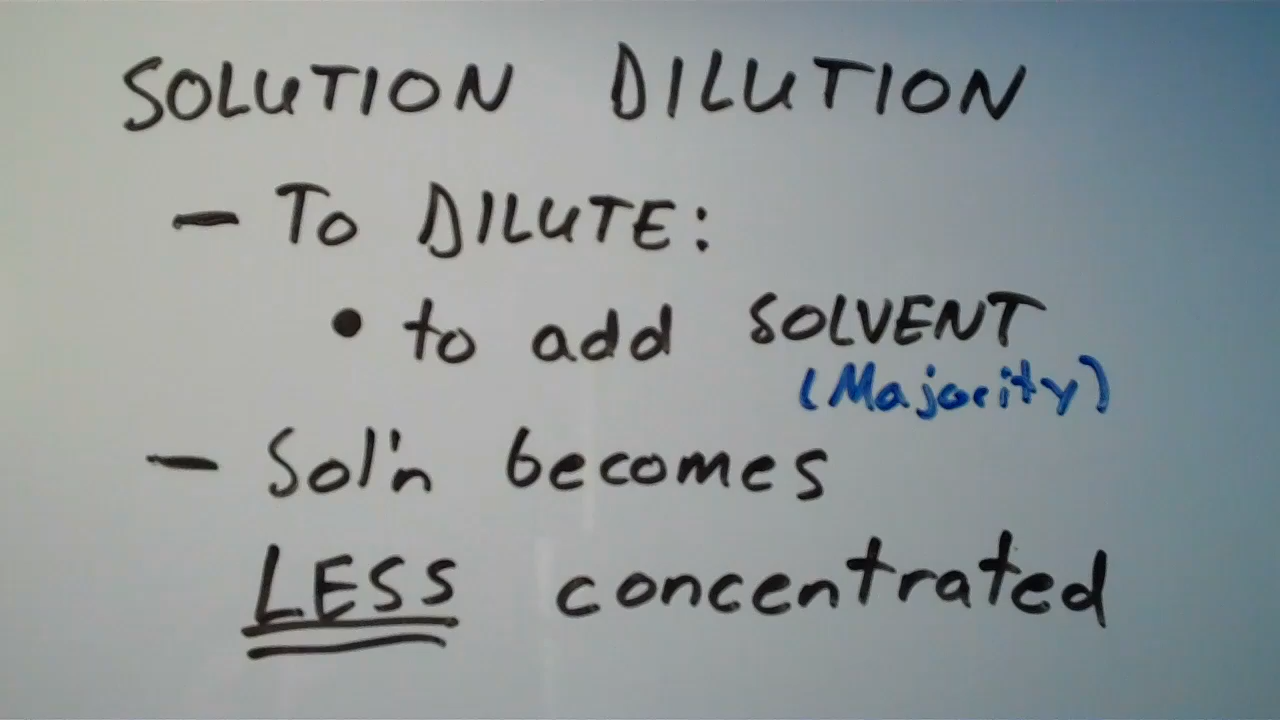 SOLUTION DILUTION
– To DILUTE:
• to add SOLVENT
(Majority)
– Sol'n becomes
LESS concentrated